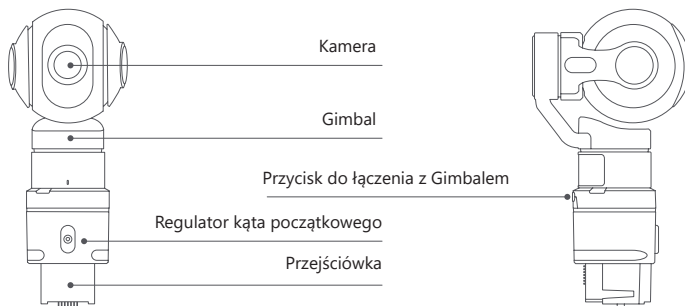 Kamera
Gimbal
Przycisk do łączenia z Gimbalem
Regulator kąta początkowego
Przejściówka